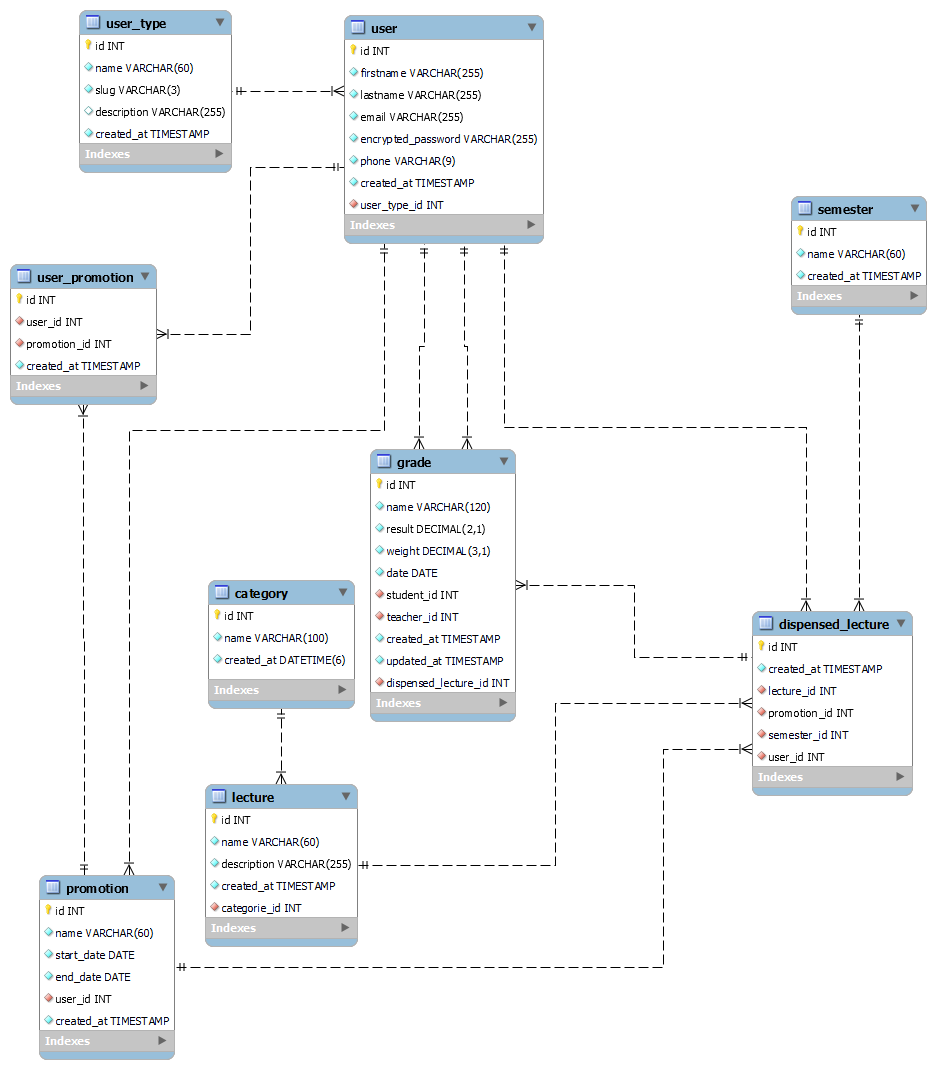 user_type
id INT
name VARCHAR(60)
slug VARCHAR(3)
description VARCHAR(255)
created_at TIMESTAMP
Indexes
user
id INT
firstname VARCHAR(255)
lastname VARCHAR(255)
email VARCHAR(255)
encrypted_password VARCHAR(255)
phone VARCHAR(9)
created_at TIMESTAMP
user_type_id INT
Indexes
semester
id INT
name VARCHAR(60)
created_at TIMESTAMP
Indexes
user_promotion
id INT
user_id INT
promotion_id INT
created_at TIMESTAMP
Indexes
grade
id INT
name VARCHAR(120)
result DECIMAL(2,1)
weight DECIMAL(3,1)
date DATE
student_id INT
teacher_id INT
created_at TIMESTAMP
updated_at TIMESTAMP
dispensed_lecture_id INT
Indexes
category
id INT
name VARCHAR(100)
created_at DATETIME(6)
Indexes
dispensed_lecture
id INT
created_at TIMESTAMP
lecture_id INT
promotion_id INT
semester_id INT
user_id INT
Indexes
lecture
id INT
name VARCHAR(60)
description VARCHAR(255)
created_at TIMESTAMP
categorie_id INT
Indexes
promotion
id INT
name VARCHAR(60)
start_date DATE
end_date DATE
user_id INT
created_at TIMESTAMP
Indexes